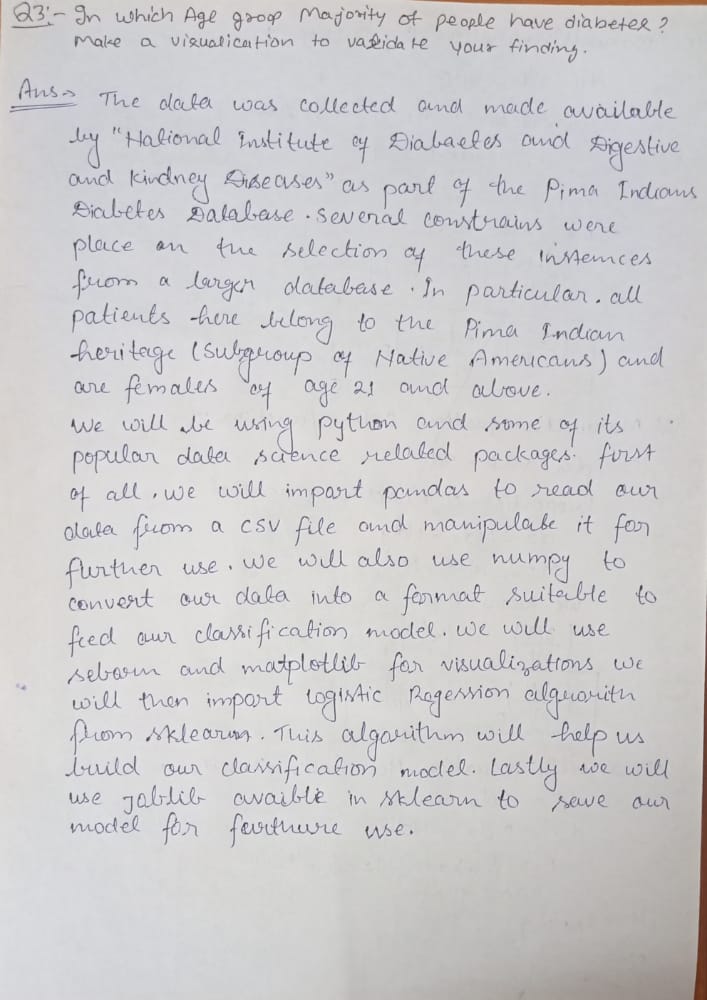 Q3:- In which Age groop Majority of people have diabetes?
Make a visualication to validate your finding.
Ans→ The data was collected and made available
by "National Institute of Diabaetes and Digestive
and Kindney Diseases" as part of the Pima Indians
Diabetes Database. Several constrains were
place on the selection of these instemces
from a larger database. In particular. all
patients here belong to the Pima Indian
heritage (subgroup of Native Americans) and
are females of age 21 and above.
We will be using python and some of its
popular data science related packages. first
of all, we will import pandas to read our
data from a CSV file and manipulate it for
further use. We will also use numpy to
convert our data into a format suiteble to
feed our classification model. We will use
seborn and matplotlib for visualizations we
will then import logistic Ragession alguorith
from sklearn. This algorithm will help us
build our classification model. Lastly we will
use Jablib avaible in sklearn to save our
model for farthure use.